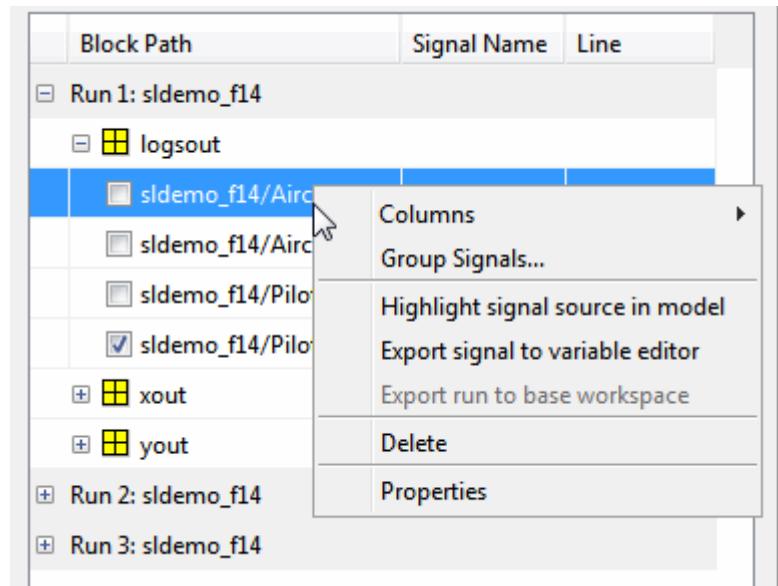 Block Path Signal Name Line
Run 1: sldemo_f14
logsout
sldemo_f14/Airc
sldemo_f14/Airc
sldemo_f14/Pilo
sldemo_f14/Pilo
xout
yout
Run 2: sldemo_f14
Run 3: sldemo_f14
Columns
Group Signals...
Highlight signal source in model
Export signal to variable editor
Export run to base workspace
Delete
Properties